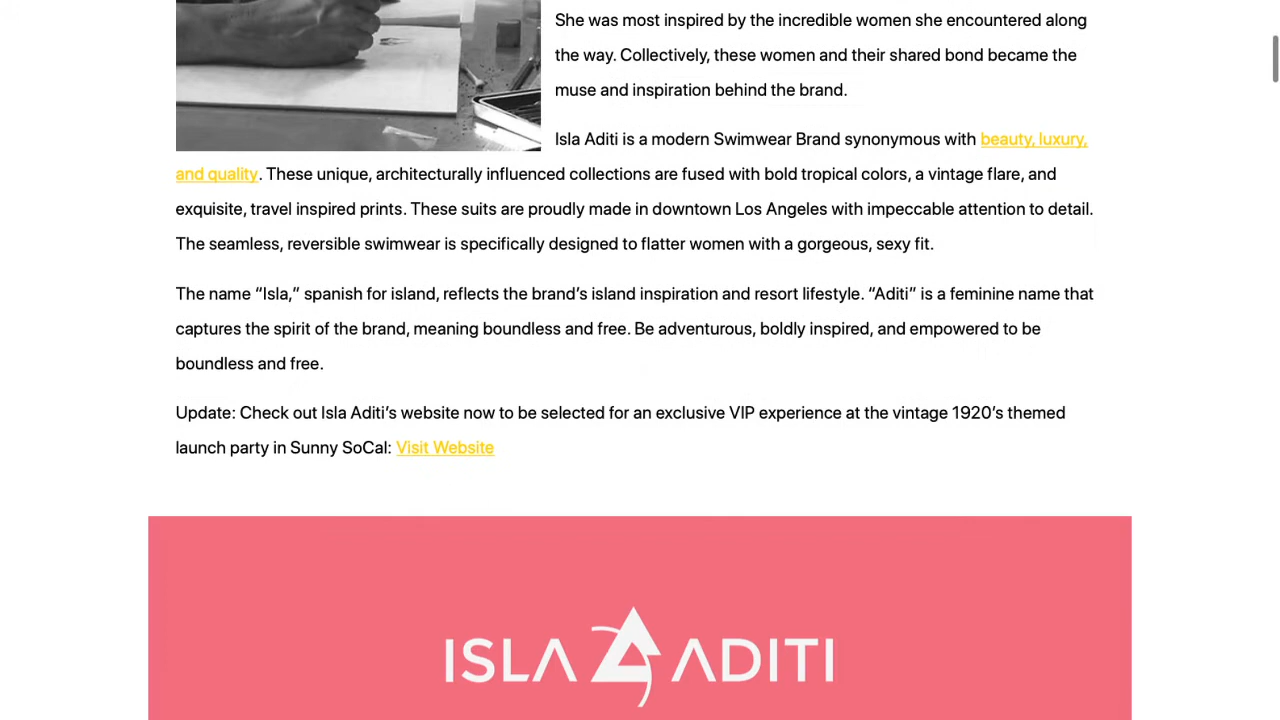 She was most inspired by the incredible women she encountered along
the way. Collectively, these women and their shared bond became the
muse and inspiration behind the brand.
Isla Aditi is a modern Swimwear Brand synonymous with beauty, luxury,
and quality. These unique, architecturally influenced collections are fused with bold tropical colors, a vintage flare, and
exquisite, travel inspired prints. These suits are proudly made in downtown Los Angeles with impeccable attention to detail.
The seamless, reversible swimwear is specifically designed to flatter women with a gorgeous, sexy fit.
The name “Isla,” spanish for island, reflects the brand’s island inspiration and resort lifestyle. “Aditi” is a feminine name that
captures the spirit of the brand, meaning boundless and free. Be adventurous, boldly inspired, and empowered to be
boundless and free.
Update: Check out Isla Aditi’s website now to be selected for an exclusive VIP experience at the vintage 1920’s themed
launch party in Sunny SoCal: Visit Website
ISLA ADITI